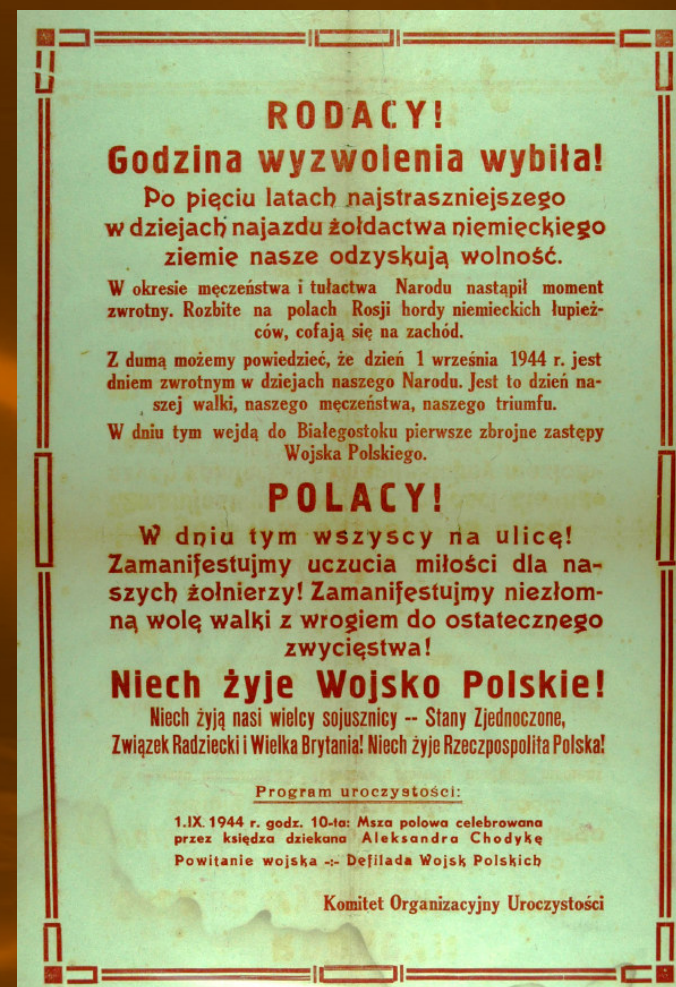 RODACY!
Godzina wyzwolenia wybiła!
Po pięciu latach najstraszniejszego
w dziejach najazdu żołdactwa niemieckiego
ziemie nasze odzyskują wolność.
W okresie męczeństwa i tułactwa Narodu nastąpił moment
zwrotny. Rozbite na polach Rosji hordy niemieckich łupież-
ców, cofają się na zachód.
Z dumą możemy powiedzieć, że dzień 1 września 1944 r. jest
dniem zwrotnym w dziejach naszego Narodu. Jest to dzień na-
szej walki, naszego męczeństwa, naszego triumfu.
W dniu tym wejdą do Białegostoku pierwsze zbrojne zastępy
Wojska Polskiego.
POLACY!
W dniu tym wszyscy na ulicę!
Zamanifestujmy uczucia miłości dla na-
szych żołnierzy! Zamanifestujmy niezłom-
ną wolę walki z wrogiem do ostatecznego
zwycięstwa!
Niech żyje Wojsko Polskie!
Niech żyją nasi wielcy sojusznicy -- Stany Zjednoczone,
Związek Radziecki i Wielka Brytania! Niech żyje Rzeczpospolita Polska!
Program uroczystości:
1.IX.1944 r. godz. 10-ta: Msza polowa celebrowana
przez księdza dziekana Aleksandra Chodykę
Powitanie wojska -:- Defilada Wojsk Polskich
Komitet Organizacyjny Uroczystości